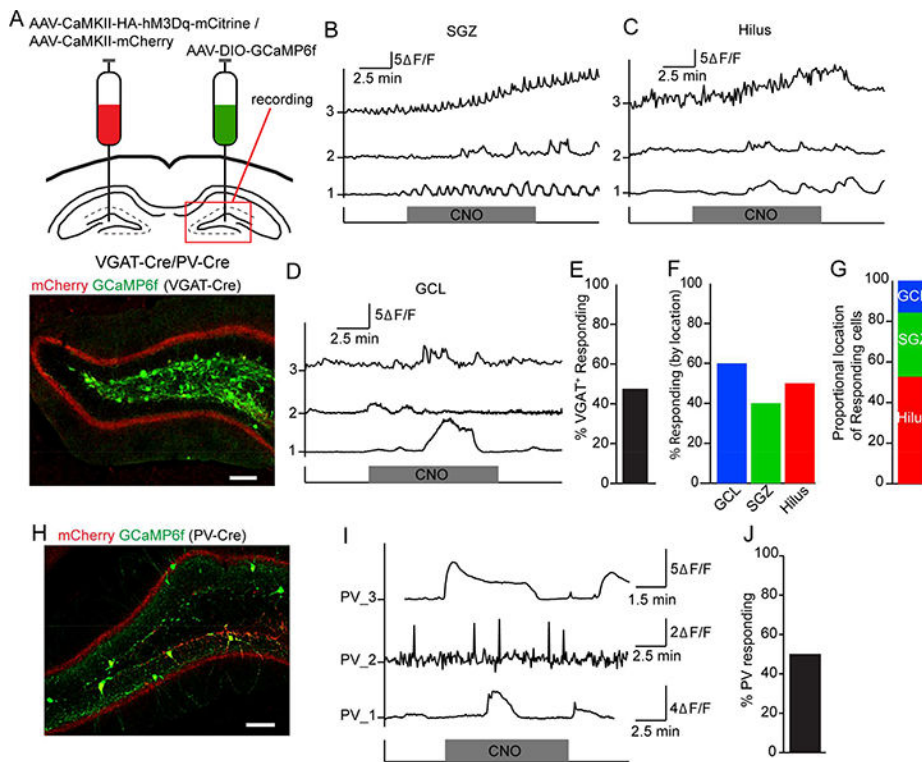 A
AAV-CaMKII-HA-hM3Dq-mCitrine /
AAV-CaMKII-mCherry
AAV-DIO-GCaMP6f
recording
VGAT-Cre/PV-Cre
mCherry GCaMP6f (VGAT-Cre)
B
SGZ
5ΔF/F
2.5 min
3
2
1
CNO
C
Hilus
5ΔF/F
2.5 min
3
2
1
CNO
D
GCL
5ΔF/F
2.5 min
3
2
1
CNO
E
% VGAT+ Responding
100
80
60
40
20
0
F
% Responding (by location)
100
80
60
40
20
0
GCL
SGZ
Hilus
G
Proportional location
of Responding cells
100
80
60
40
20
0
GCL
SGZ
Hilus
H
mCherry GCaMP6f (PV-Cre)
I
PV_3
5ΔF/F
1.5 min
PV_2
2ΔF/F
2.5 min
PV_1
4ΔF/F
2.5 min
CNO
J
% PV responding
100
80
60
40
20
0